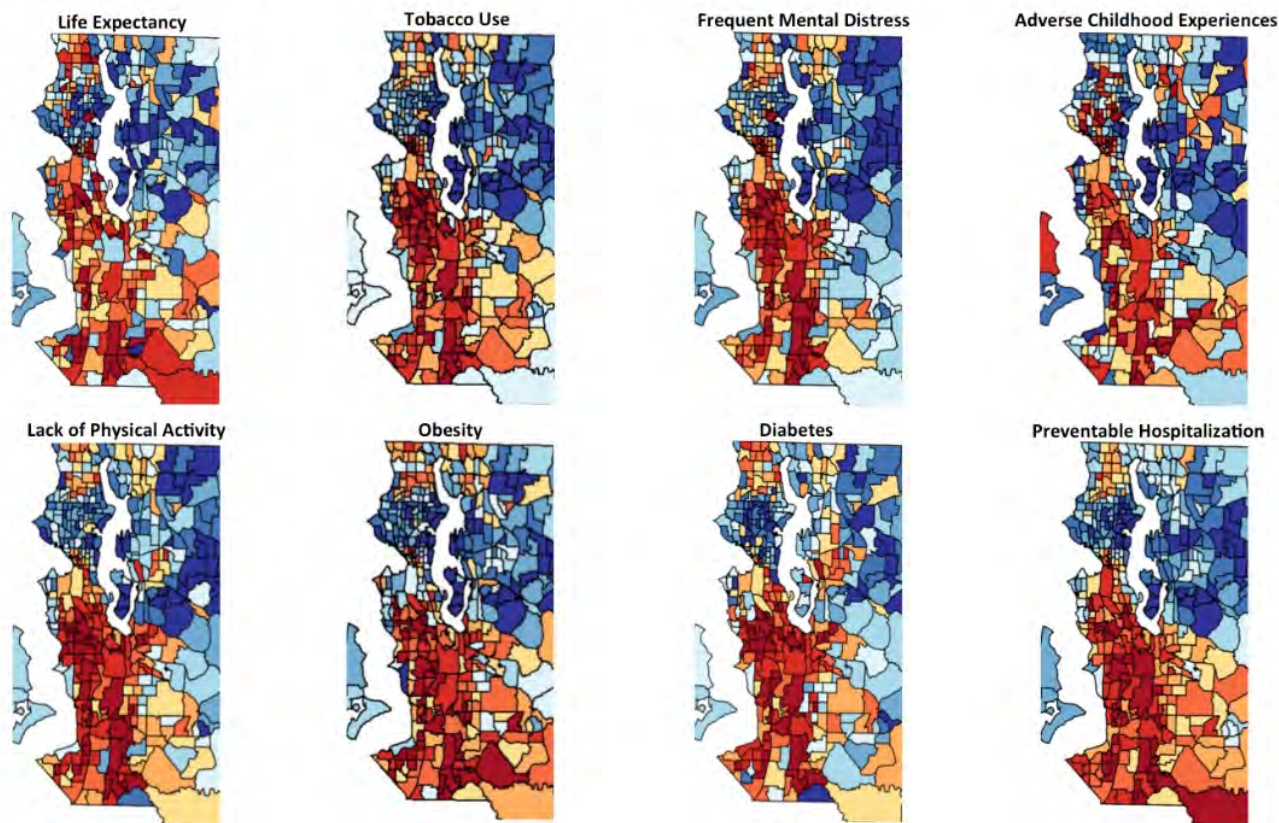 Life Expectancy
Tobacco Use
Frequent Mental Distress
Adverse Childhood Experiences
Lack of Physical Activity
Obesity
Diabetes
Preventable Hospitalization